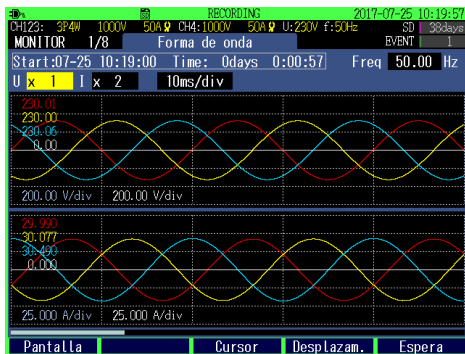 RECORDING 2017-07-25 10:19:57
CH123: 3P4W 1000V 50A CH4:1000V 50A U:230V f:50Hz SD 38days
MONITOR 1/8 Forma de onda EVENT 1
Start:07-25 10:19:00 Time: 0days 0:00:57 Freq 50.00 Hz
U x 1 I x 2 10ms/div
230.01
230.00
230.06
0.00
200.00 V/div 200.00 V/div
29.990
30.077
0.000
25.000 A/div 25.000 A/div
Pantalla Cursor Desplazam. Espera